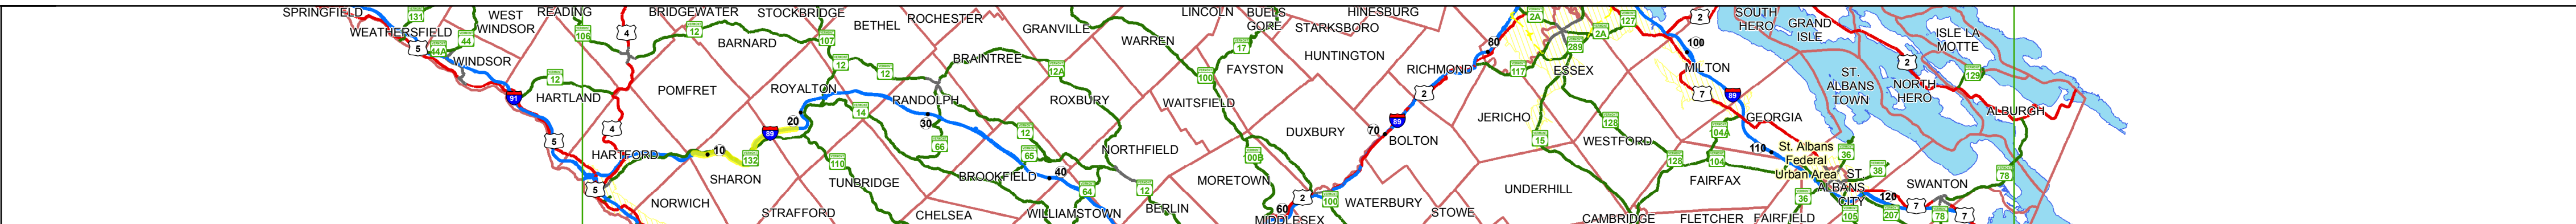 SPRINGFIELD
131
WEST
WINDSOR
READING
BRIDGEWATER
STOCKBRIDGE
BETHEL
ROCHESTER
GRANVILLE
LINCOLN
BUELS
GORE
HINESBURG
STARKSBORO
2A
127
2
SOUTH
HERO
GRAND
ISLE
ISLE LA
MOTTE
WEATHERSFIELD
44
44A
5
106
4
12
BARNARD
107
WARREN
17
HUNTINGTON
80
289
2A
100
WINDSOR
12
12
12
BRAINTREE
12A
100
FAYSTON
RICHMOND
117
ESSEX
MILTON
2
129
ST.
ALBANS
TOWN
NORTH
HERO
91
HARTLAND
POMFRET
ROYALTON
RANDOLPH
ROXBURY
WAITSFIELD
2
7
89
ALBURGH
14
20
30
89
4
12
DUXBURY
70
89
JERICHO
128
104A
GEORGIA
5
HARTFORD
10
132
110
66
65
NORTHFIELD
100B
BOLTON
15
WESTFORD
128
104
110
St. Albans
Federal
Urban Area
36
38
78
5
SHARON
TUNBRIDGE
BROOKFIELD
40
64
12
MORETOWN
UNDERHILL
FAIRFAX
ST.
ALBANS
CITY
SWANTON
NORWICH
STRAFFORD
CHELSEA
WILLIAMSTOWN
BERLIN
60
2
MIDDLESEX
100
WATERBURY
STOWE
CAMBRIDGE
FLETCHER
FAIRFIELD
36
105
120
207
7
78
7